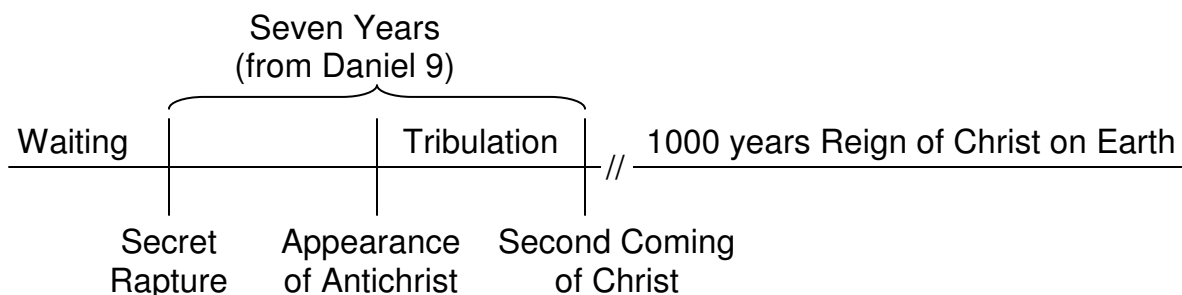 Seven Years
(from Daniel 9)
Waiting
Tribulation
//
1000 years Reign of Christ on Earth
Secret
Rapture
Appearance
of Antichrist
Second Coming
of Christ